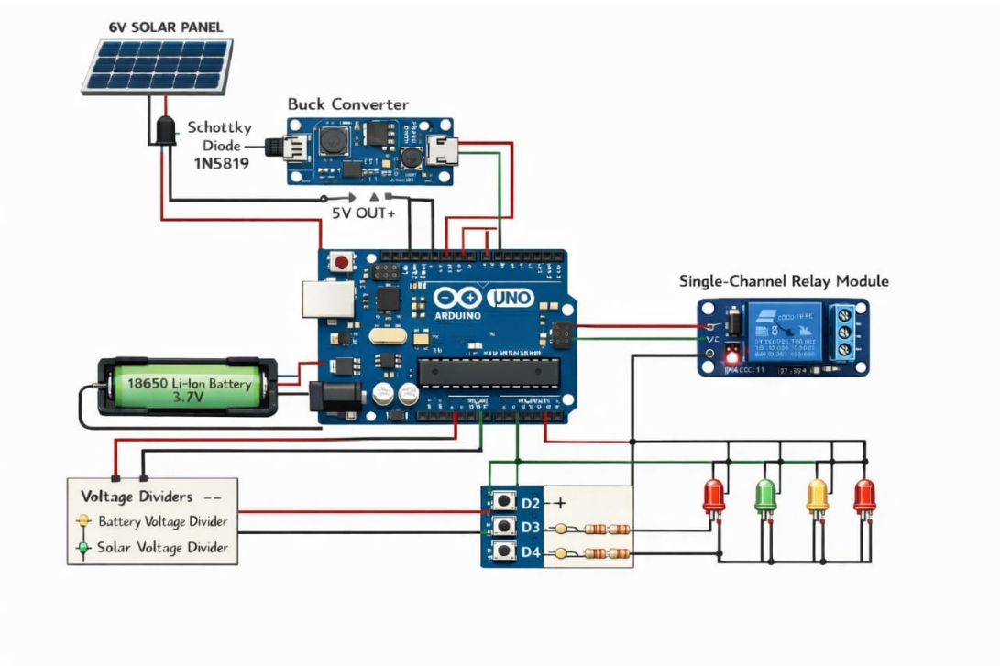 6V SOLAR PANEL
Buck Converter
Schottky
Diode
1N5819
5V OUT+
UNO
ARDUINO
Single-Channel Relay Module
18650 Li-Ion Battery
3.7V
Voltage Dividers --
Battery Voltage Divider
Solar Voltage Divider
D2
+
D3
D4